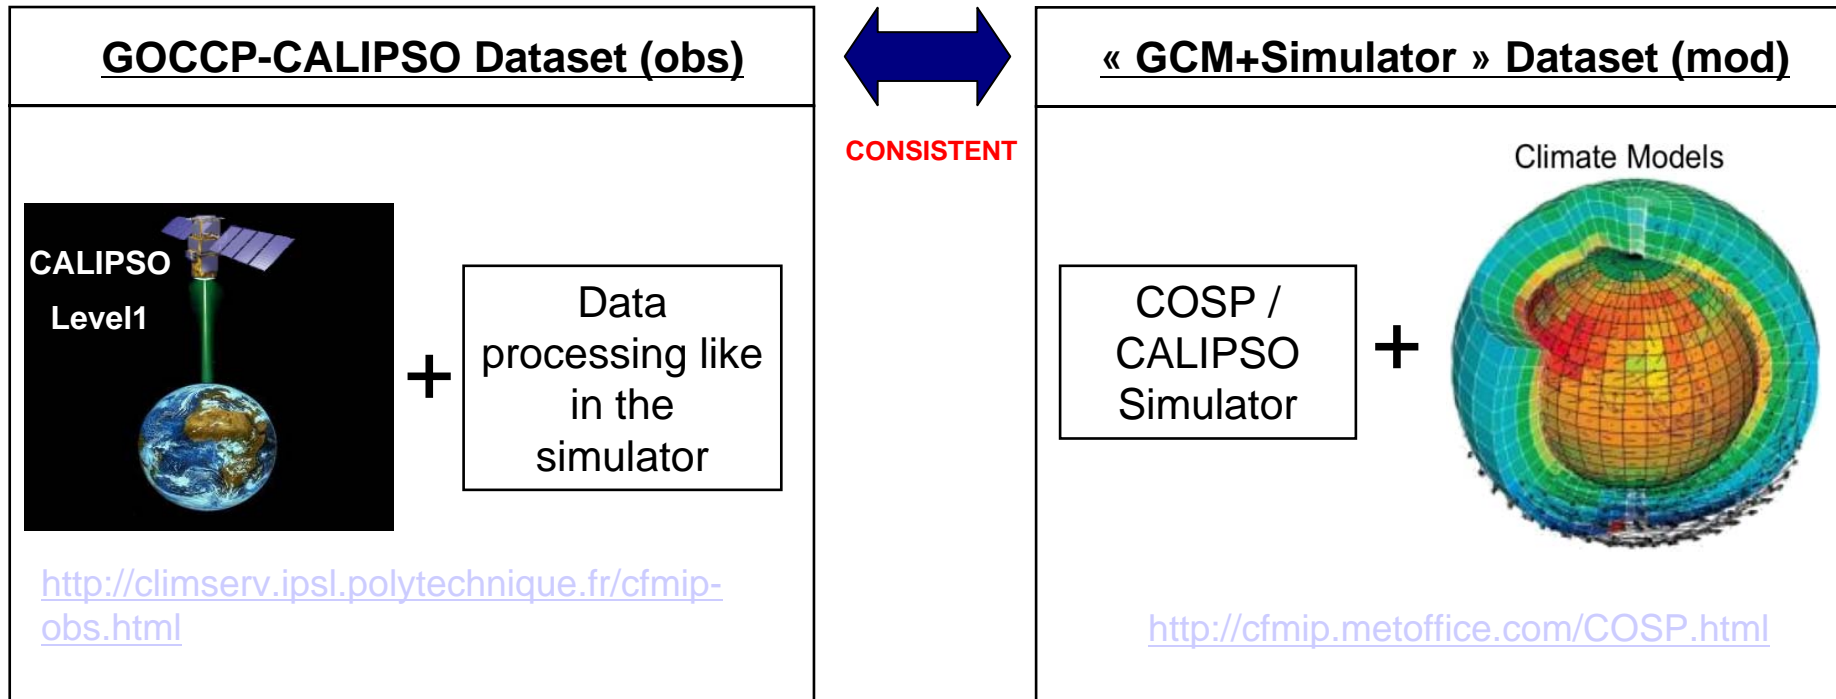 GOCCP-CALIPSO Dataset (obs)
CALIPSO
Level1
+
Data
processing like
in the
simulator
http://climserv.ipsl.polytechnique.fr/cfmip-
obs.html
CONSISTENT
« GCM+Simulator » Dataset (mod)
COSP /
CALIPSO
Simulator
+
Climate Models
http://cfmip.metoffice.com/COSP.html